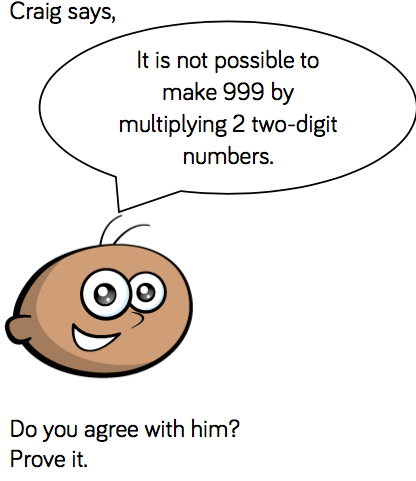 Craig says,
It is not possible to
make 999 by
multiplying 2 two-digit
numbers.
Do you agree with him?
Prove it.